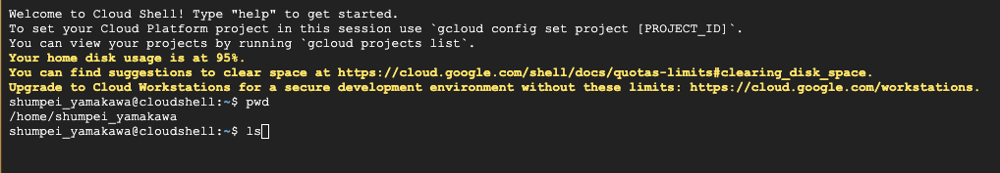 Welcome to Cloud Shell! Type "help" to get started.
To set your Cloud Platform project in this session use `gcloud config set project [PROJECT_ID]`.
You can view your projects by running `gcloud projects list`.
Your home disk usage is at 95%.
You can find suggestions to clear space at https://cloud.google.com/shell/docs/quotas-limits#clearing_disk_space.
Upgrade to Cloud Workstations for a secure development environment without these limits: https://cloud.google.com/workstations.
shumpei_yamakawa@cloudshell:~$ pwd
/home/shumpei_yamakawa
shumpei_yamakawa@cloudshell:~$ ls